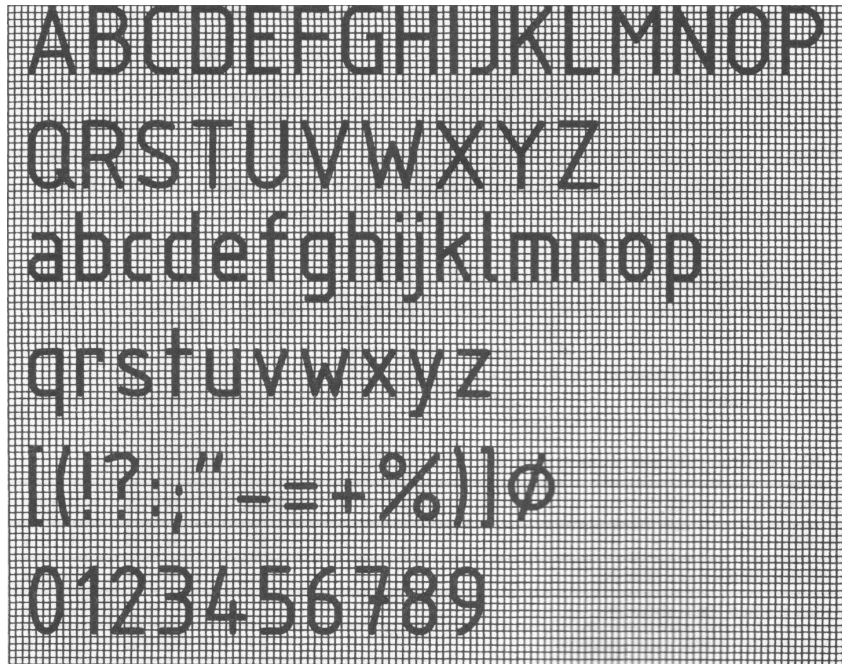 ABCDEFGHIJKLMNOP
QRSTUVWXYZ
abcdefghijklmnop
qrstuvwxyz
[(!?:;"-=+%)]Ø
0123456789